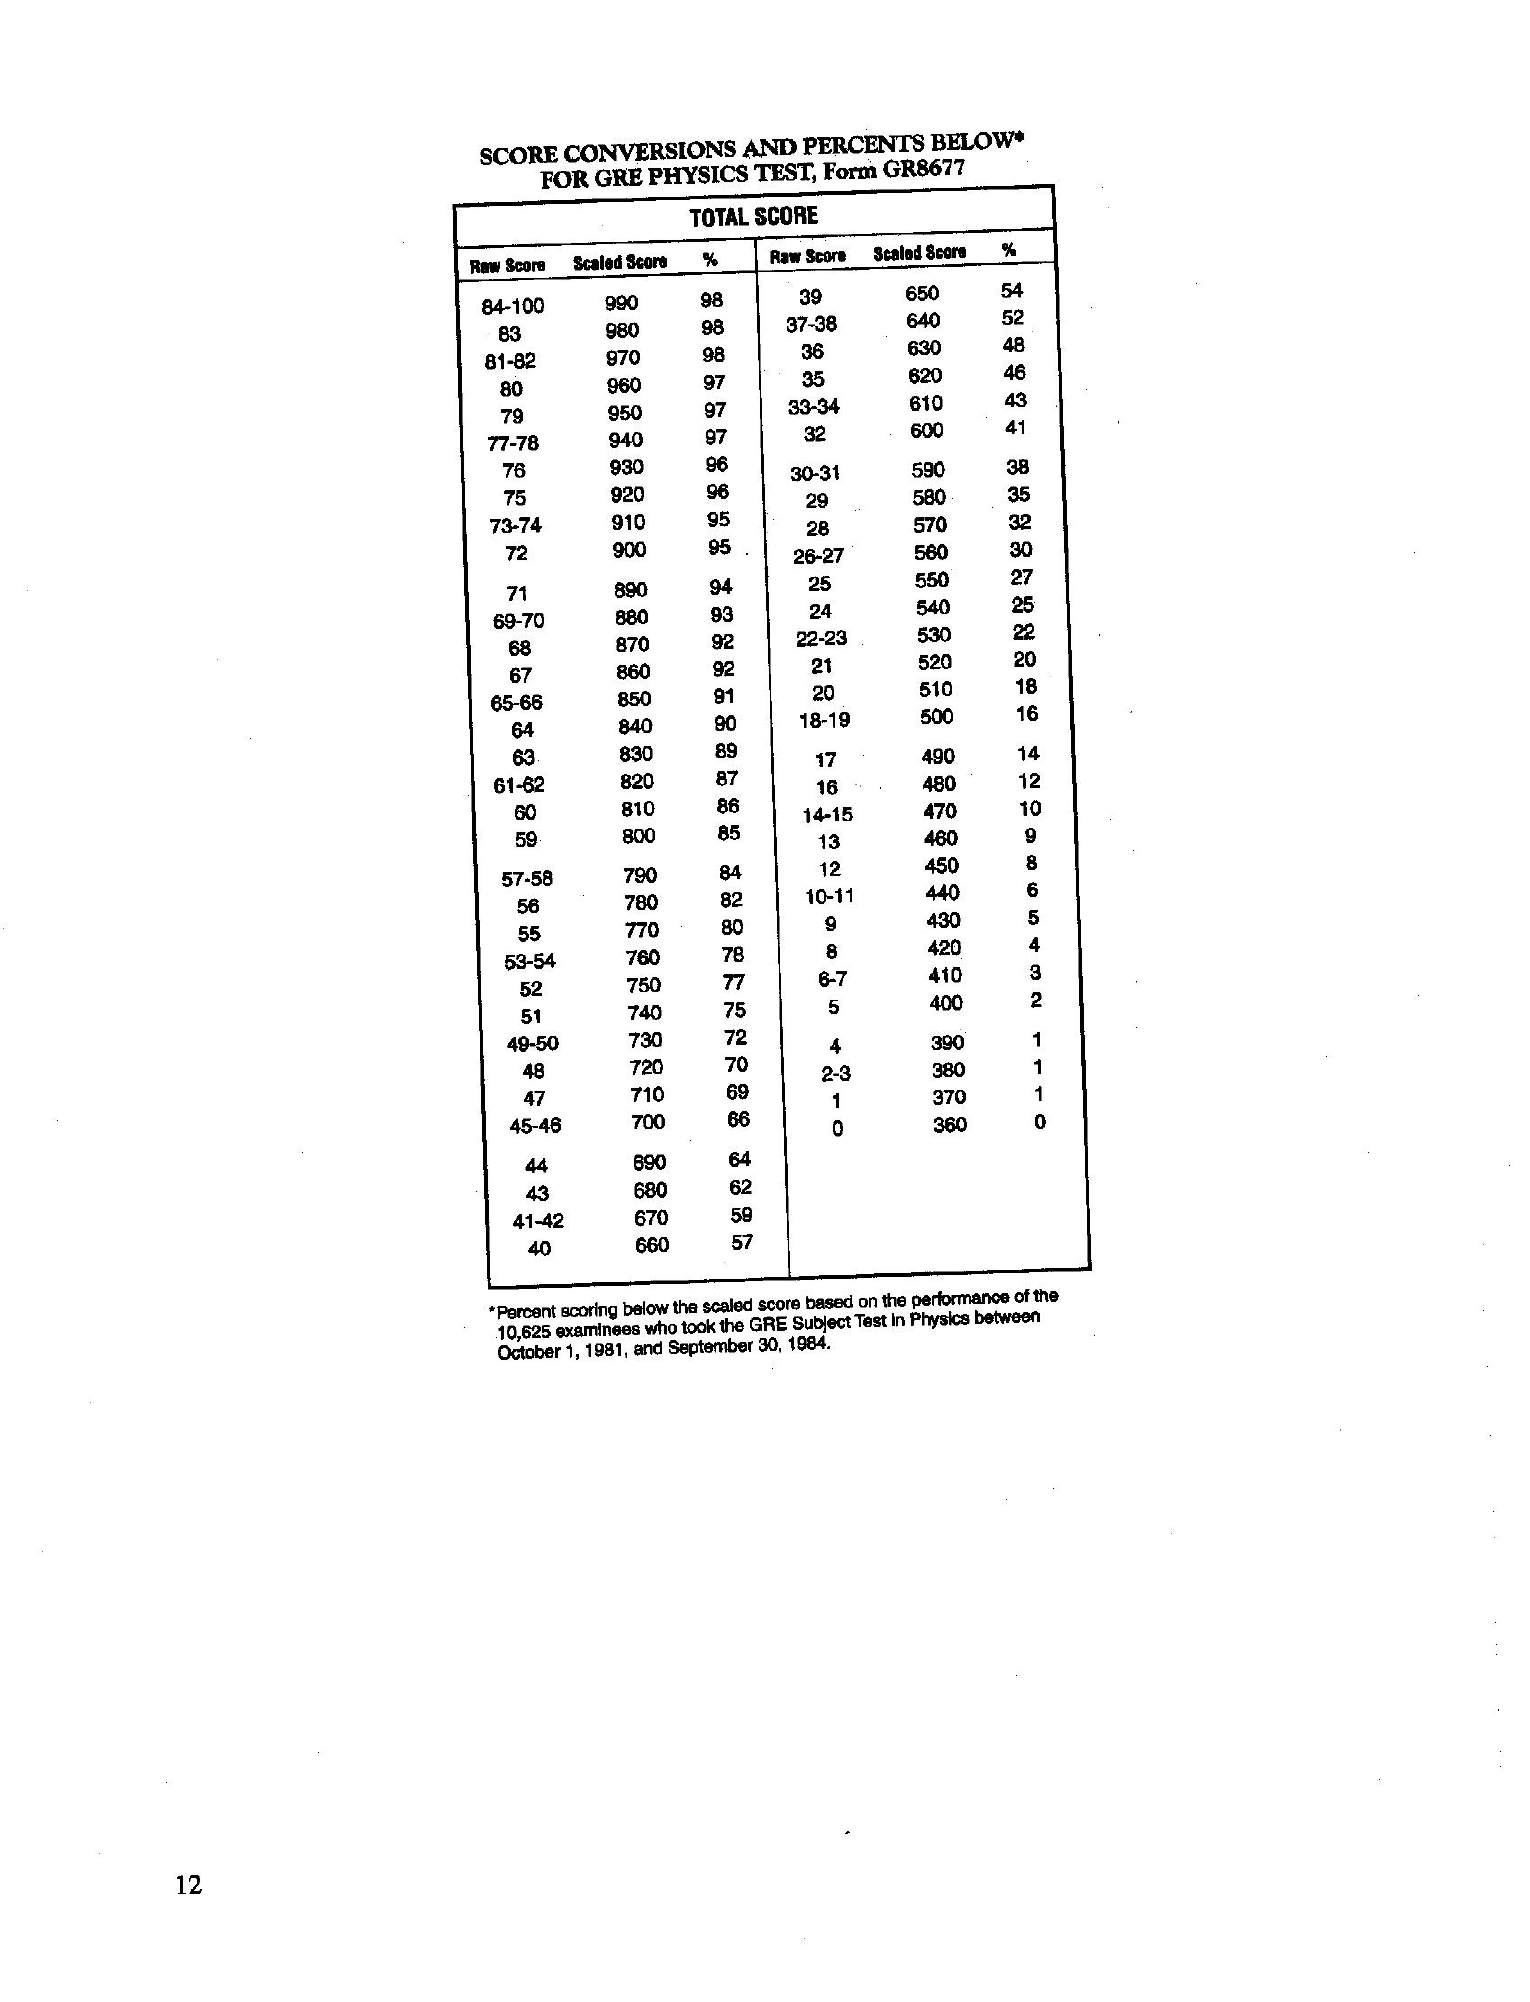 SCORE CONVERSIONS AND PERCENTS BELOW*
FOR GRE PHYSICS TEST, Form GR8677
TOTAL SCORE
Raw Score Scaled Score % Raw Score Scaled Score %
84-100 990 98 39 650 54
83 980 98 37-38 640 52
81-82 970 98 36 630 48
80 960 97 35 620 46
79 950 97 33-34 610 43
77-78 940 97 32 600 41
76 930 96 30-31 590 38
75 920 96 29 580 35
73-74 910 95 28 570 32
72 900 95 26-27 560 30
71 890 94 25 550 27
69-70 880 93 24 540 25
68 870 92 22-23 530 22
67 860 92 21 520 20
65-66 850 91 20 510 18
64 840 90 18-19 500 16
63 830 89 17 490 14
61-62 820 87 16 480 12
60 810 86 14-15 470 10
59 800 85 13 460 9
57-58 790 84 12 450 8
56 780 82 10-11 440 6
55 770 80 9 430 5
53-54 760 78 8 420 4
52 750 77 6-7 410 3
51 740 75 5 400 2
49-50 730 72 4 390 1
48 720 70 2-3 380 1
47 710 69 1 370 1
45-46 700 66 0 360 0
44 690 64
43 680 62
41-42 670 59
40 660 57
*Percent scoring below the scaled score based on the performance of the
10,625 examinees who took the GRE Subject Test in Physics between
October 1, 1981, and September 30, 1984.
12